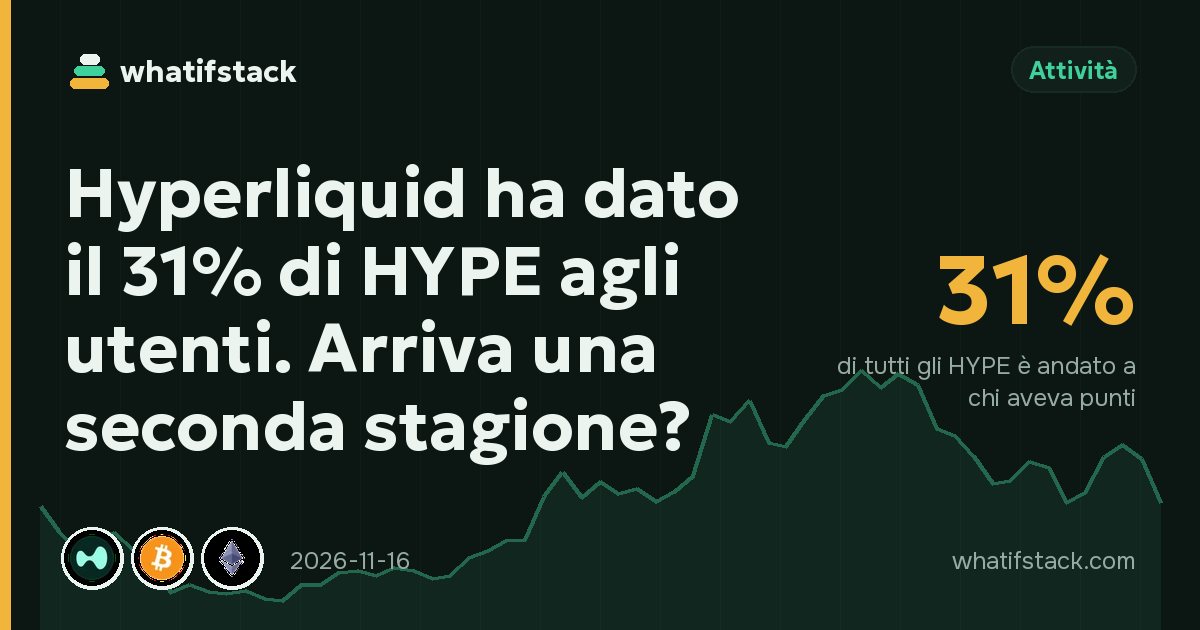 whatifstack
Attività
Hyperliquid ha dato
il 31% di HYPE agli
utenti. Arriva una
seconda stagione?
31%
di tutti gli HYPE è andato a
chi aveva punti
2026-11-16
whatifstack.com